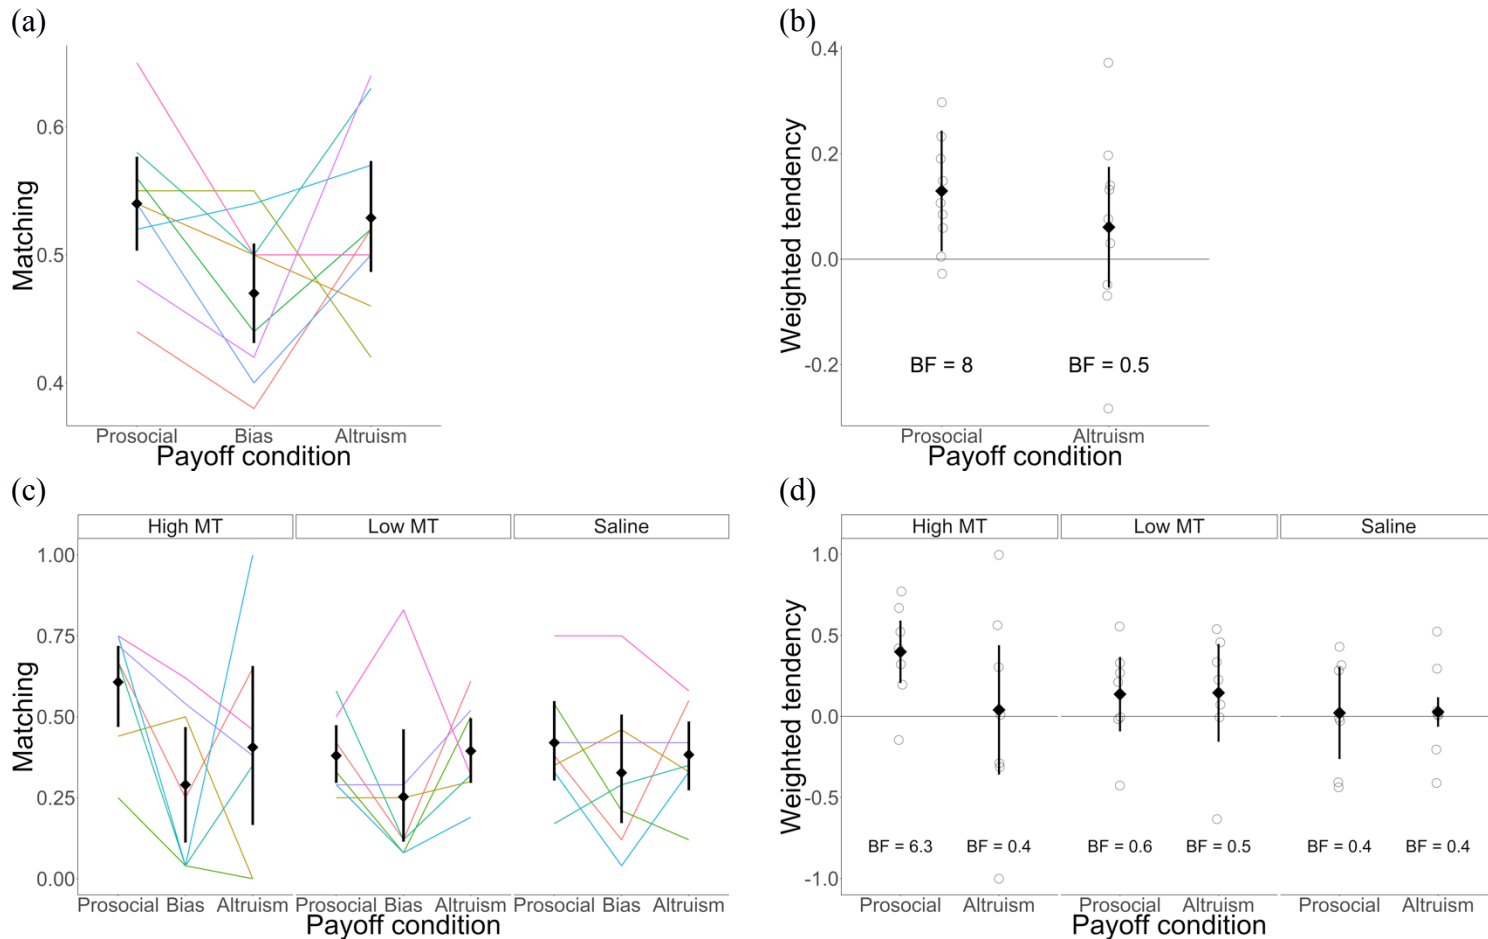 (a)
Matching
0.6
0.5
0.4
Prosocial Bias Altruism
Payoff condition
(b)
Weighted tendency
0.4
0.2
0.0
-0.2
BF = 8 BF = 0.5
Prosocial Altruism
Payoff condition
(c)
High MT Low MT Saline
Matching
1.00
0.75
0.50
0.25
0.00
Prosocial Bias Altruism Prosocial Bias Altruism Prosocial Bias Altruism
Payoff condition
(d)
High MT Low MT Saline
Weighted tendency
1.0
0.5
0.0
-0.5
-1.0
BF = 6.3 BF = 0.4 BF = 0.6 BF = 0.5 BF = 0.4 BF = 0.4
Prosocial Altruism Prosocial Altruism Prosocial Altruism
Payoff condition